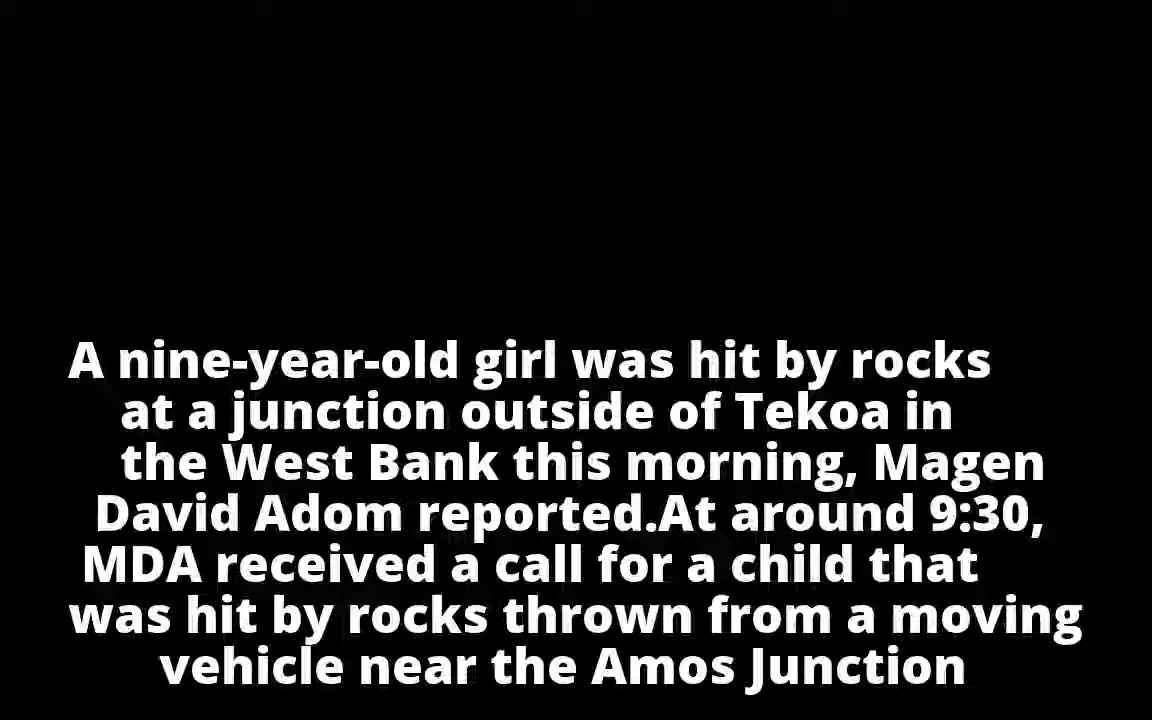 A nine-year-old girl was hit by rocks
at a junction outside of Tekoa in
the West Bank this morning, Magen
David Adom reported.At around 9:30,
MDA received a call for a child that
was hit by rocks thrown from a moving
vehicle near the Amos Junction